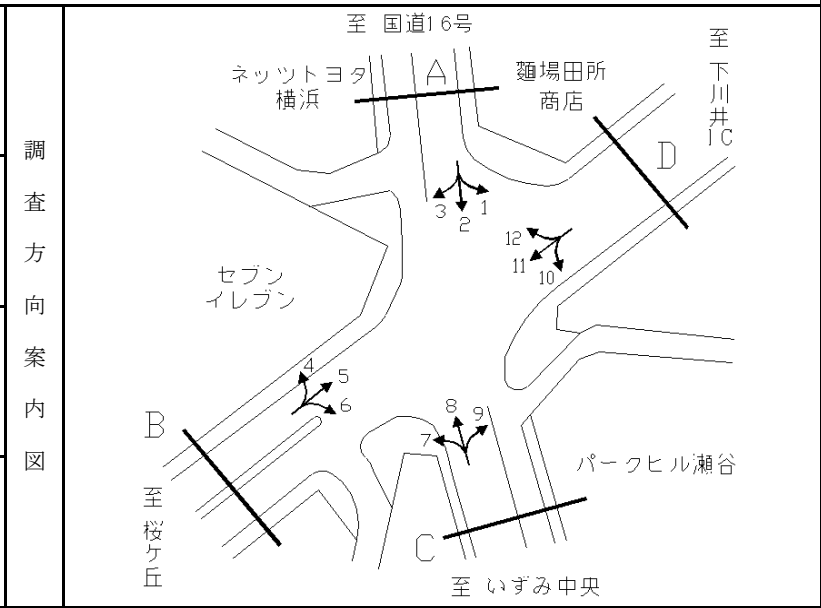 調査方向案内図
至 国道16号
ネッツトヨタ
横浜
A
麺場田所
商店
至 下川井IC
D
3
2
1
12
11
10
セブン
イレブン
4
5
6
B
8
9
7
パークヒル瀬谷
至 桜ケ丘
C
至 いずみ中央